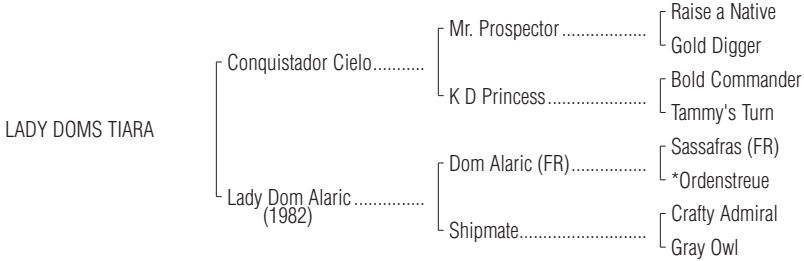 Raise a Native
Mr. Prospector..................
Gold Digger
Conquistador Cielo...........
Bold Commander
K D Princess.....................
Tammy's Turn
LADY DOMS TIARA
Sassafras (FR)
Dom Alaric (FR)................
*Ordenstreue
Lady Dom Alaric...............
(1982)
Crafty Admiral
Shipmate...........................
Gray Owl